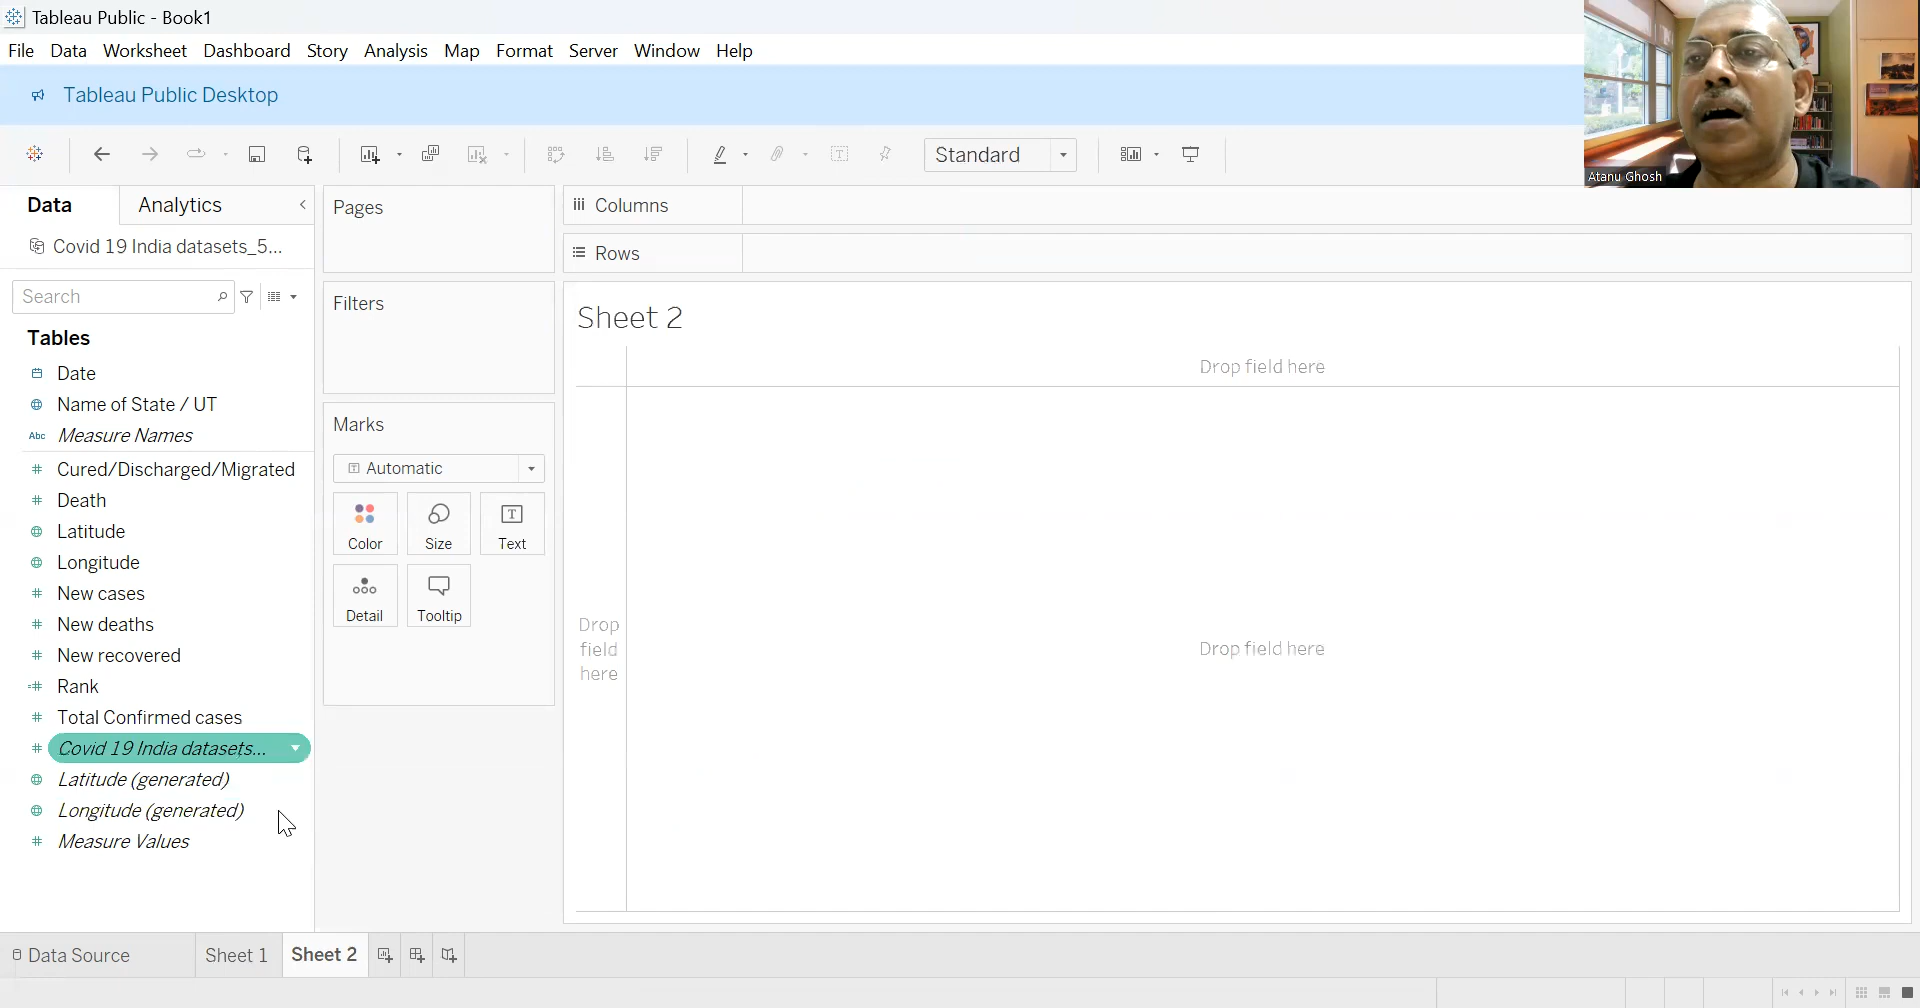 Tableau Public - Book1
File Data Worksheet Dashboard Story Analysis Map Format Server Window Help
Tableau Public Desktop
Standard
Atanu Ghosh
Data Analytics
Covid 19 India datasets_5...
Search
Tables
Date
Name of State / UT
Abc Measure Names
Cured/Discharged/Migrated
Death
Latitude
Longitude
New cases
New deaths
New recovered
Rank
Total Confirmed cases
Covid 19 India datasets...
Latitude (generated)
Longitude (generated)
Measure Values
Pages
Filters
Marks
Automatic
Color Size Text
Detail Tooltip
Columns
Rows
Sheet 2
Drop field here
Drop
field
here
Drop field here
Data Source Sheet 1 Sheet 2